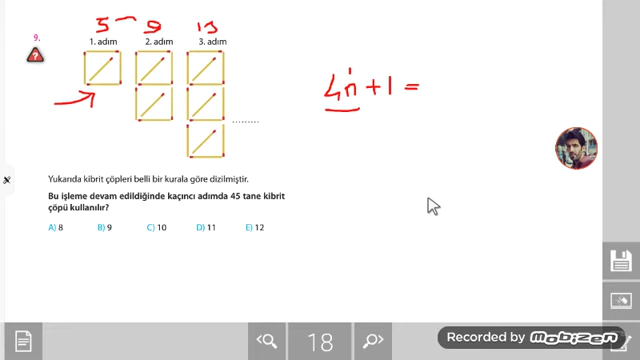 5 9 13
9.
1. adım 2. adım 3. adım
4n + 1 =
..........
Yukarıda kibrit çöpleri belli bir kurala göre dizilmiştir.
Bu işleme devam edildiğinde kaçıncı adımda 45 tane kibrit
çöpü kullanılır?
A) 8 B) 9 C) 10 D) 11 E) 12
18
Recorded by mobizen